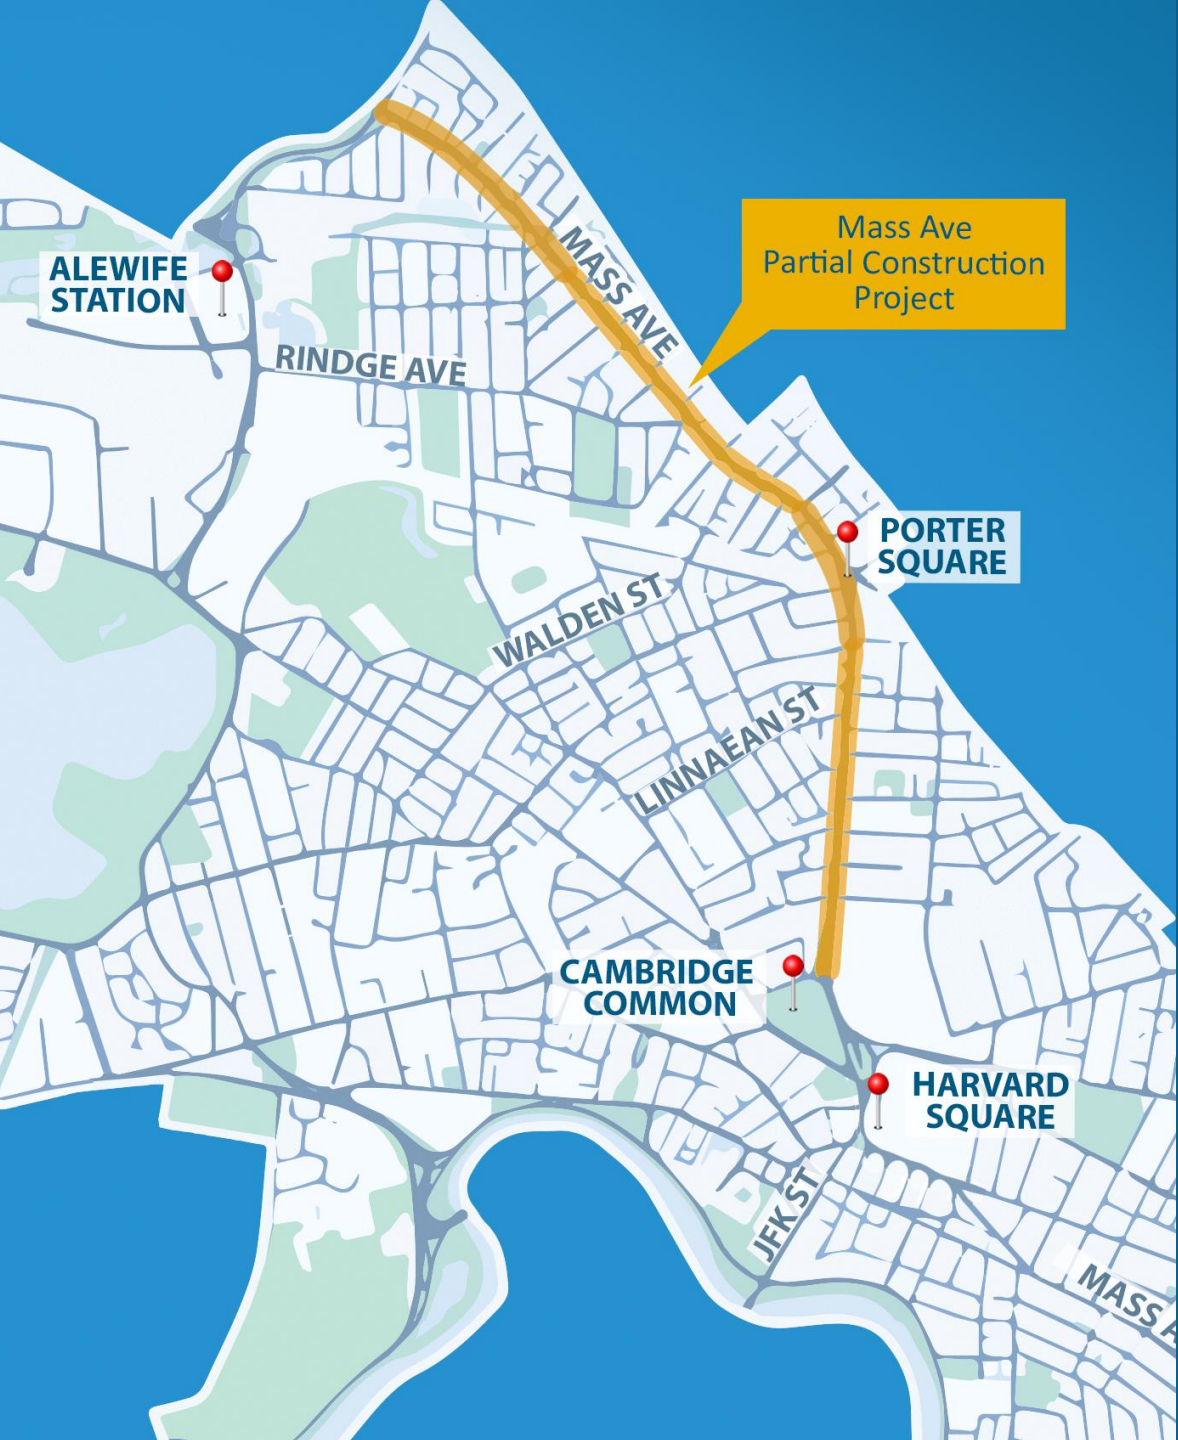 Mass Ave
Partial Construction
Project
MASS AVE
ALEWIFE
STATION
RINDGE AVE
PORTER
SQUARE
WALDEN ST
LINNAEAN ST
CAMBRIDGE
COMMON
HARVARD
SQUARE
JFK ST
MASS A